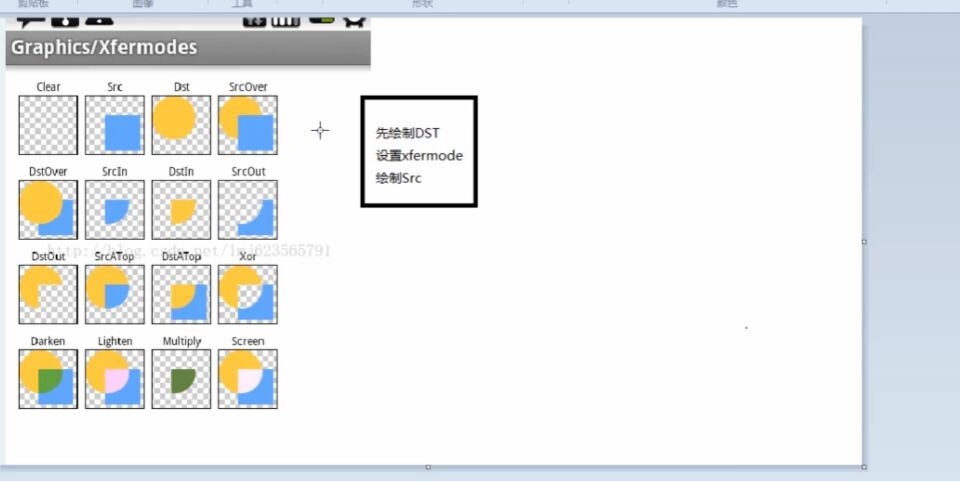 剪贴板 图像 工具 形状 颜色
Graphics/Xfermodes
Clear Src Dst SrcOver
先绘制DST
设置xfermode
绘制Src
DstOver SrcIn DstIn SrcOut
http://blog.csdn.net/lmj623565791
DstOut SrcATop DstATop Xor
Darken Lighten Multiply Screen